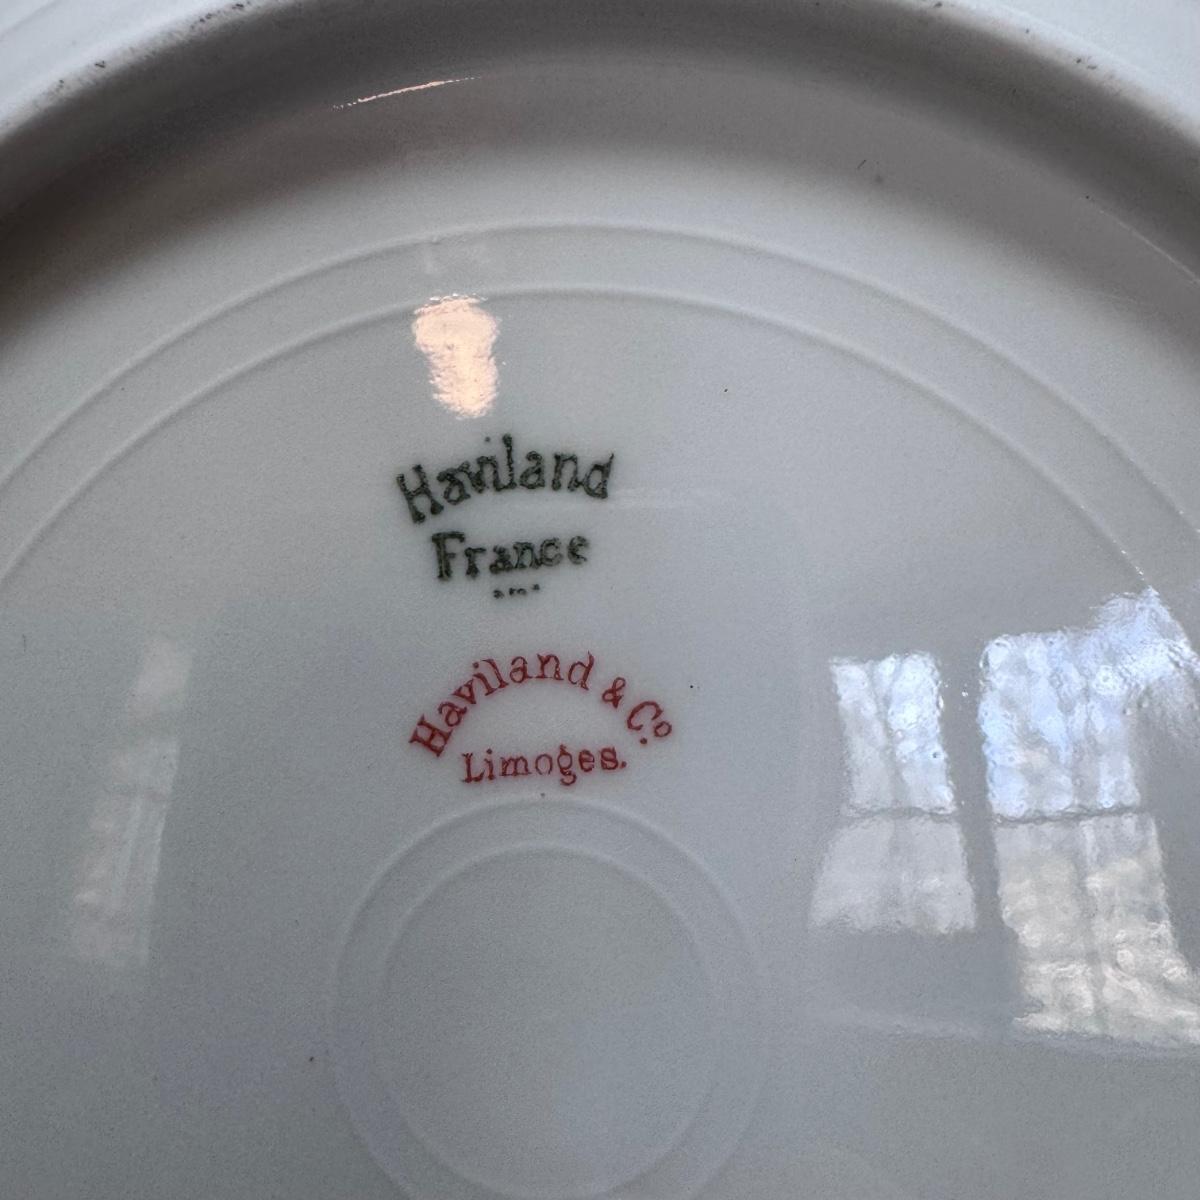 Haviland
France
Haviland & Co.
Limoges.